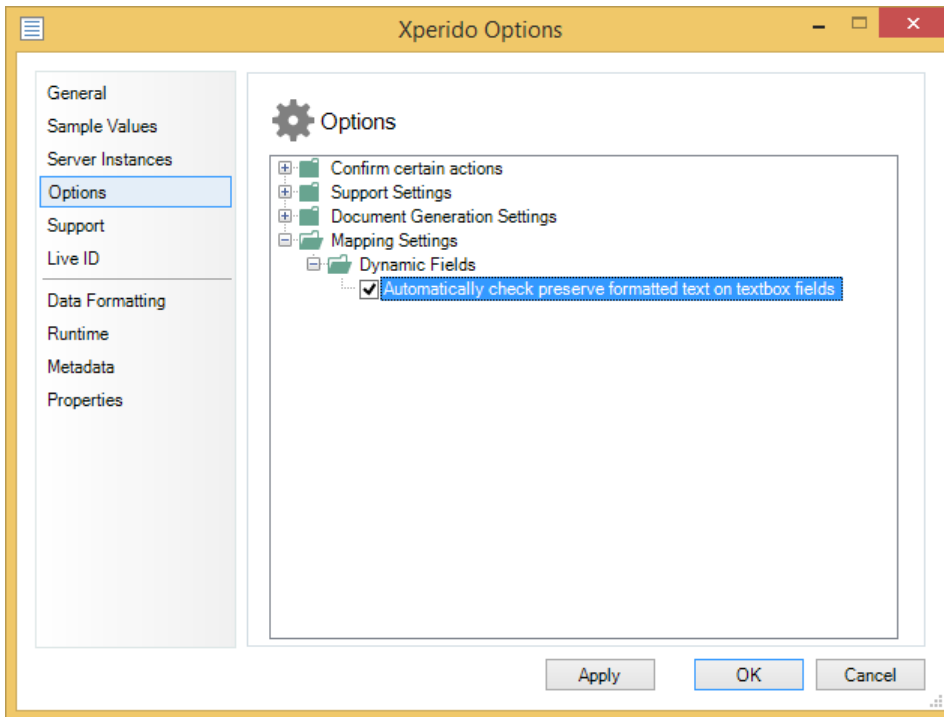 Xperido Options
General
Sample Values
Server Instances
Options
Support
Live ID
Data Formatting
Runtime
Metadata
Properties
Options
Confirm certain actions
Support Settings
Document Generation Settings
Mapping Settings
Dynamic Fields
Automatically check preserve formatted text on textbox fields
Apply
OK
Cancel